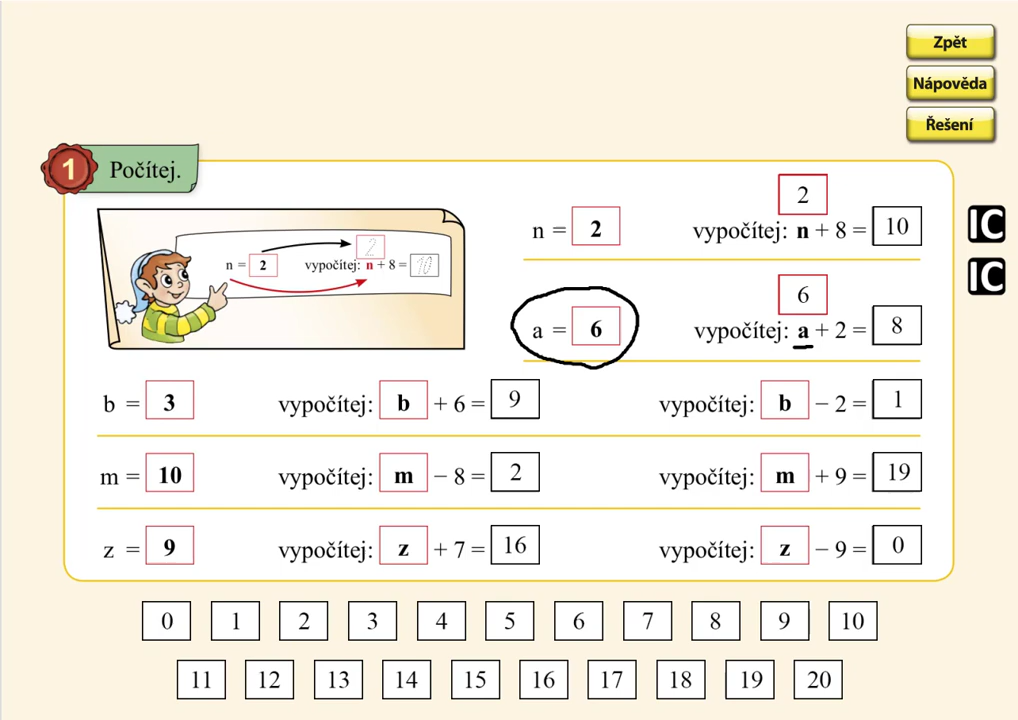 Zpět
Nápověda
Řešení
1 Počítej.
n = 2 vypočítej: n + 8 = 10
2
2
n = 2 vypočítej: n + 8 = 10
6
a = 6 vypočítej: a + 2 = 8
b = 3 vypočítej: b + 6 = 9 vypočítej: b − 2 = 1
m = 10 vypočítej: m − 8 = 2 vypočítej: m + 9 = 19
z = 9 vypočítej: z + 7 = 16 vypočítej: z − 9 = 0
0 1 2 3 4 5 6 7 8 9 10
11 12 13 14 15 16 17 18 19 20
IC
IC